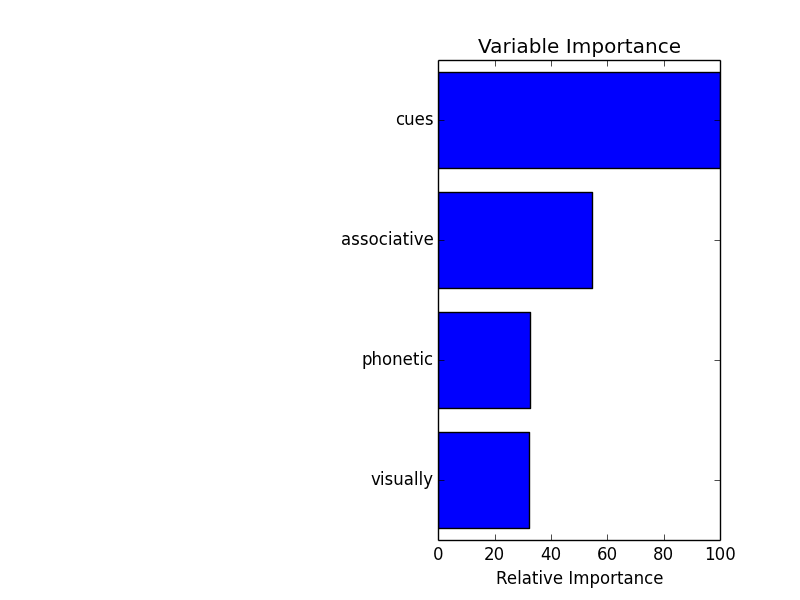 Variable Importance
cues
associative
phonetic
visually
0 20 40 60 80 100
Relative Importance